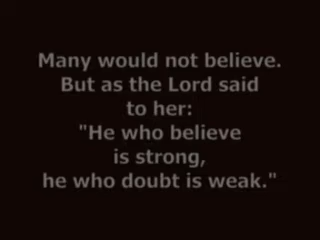 Many would not believe.
But as the Lord said
to her:
"He who believe
is strong,
he who doubt is weak."